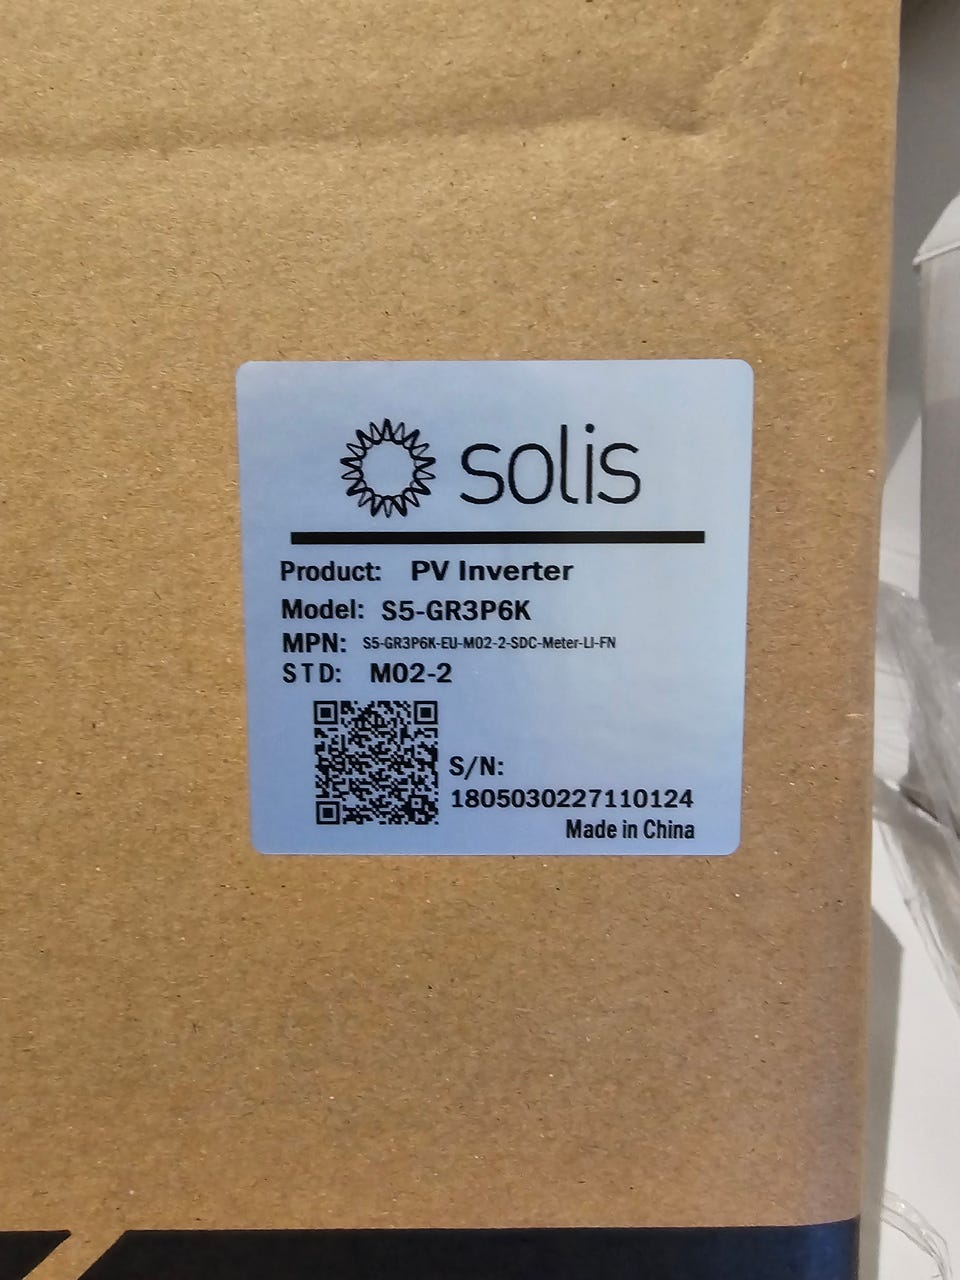 solis
Product: PV Inverter
Model: S5-GR3P6K
MPN: S5-GR3P6K-EU-M02-2-SDC-Meter-LI-FN
STD: M02-2
S/N:
1805030227110124
Made in China